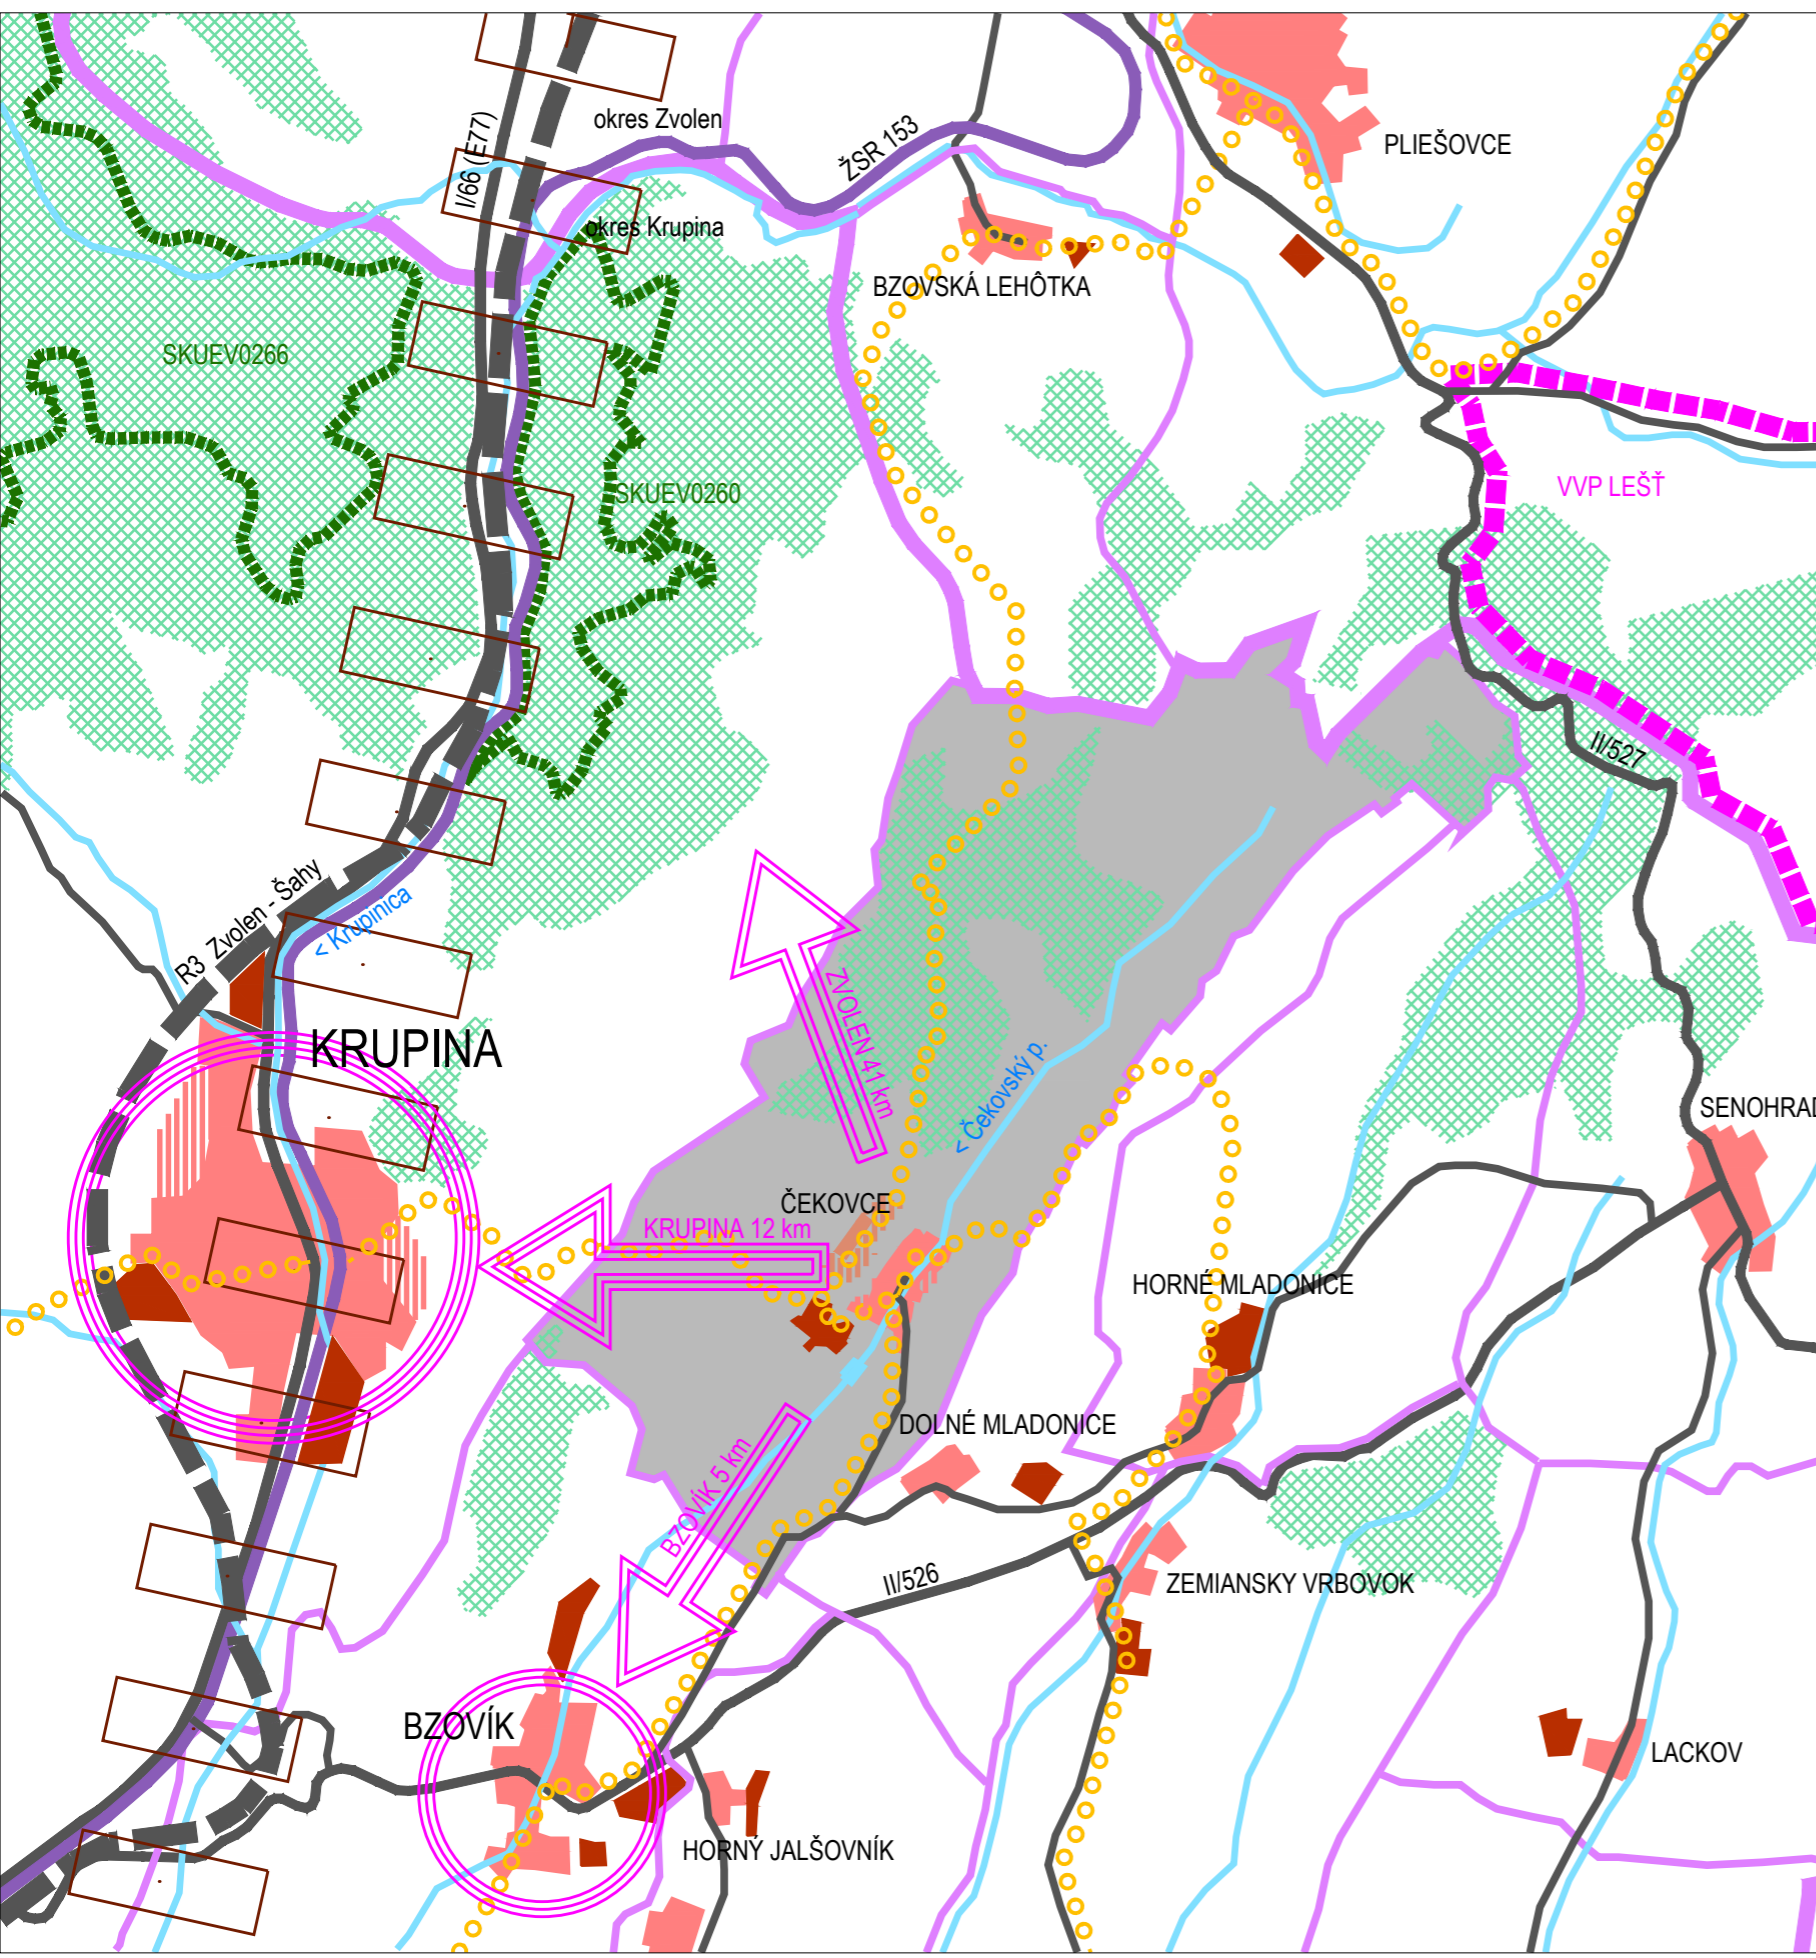 okres Zvolen
I/66 (E77)
ŽSR 153
PLIEŠOVCE
okres Krupina
BZOVSKÁ LEHÔTKA
SKUEV0266
SKUEV0260
VVP LEŠŤ
II/527
R3 Zvolen - Šahy
< Krupinica
KRUPINA
ZVOLEN 41 km
< Čekovský p.
SENOHRAD
ČEKOVCE
KRUPINA 12 km
HORNÉ MLADONICE
DOLNÉ MLADONICE
BZOVÍK 5 km
II/526
ZEMIANSKY VRBOVOK
BZOVÍK
LACKOV
HORNÝ JALŠOVNÍK